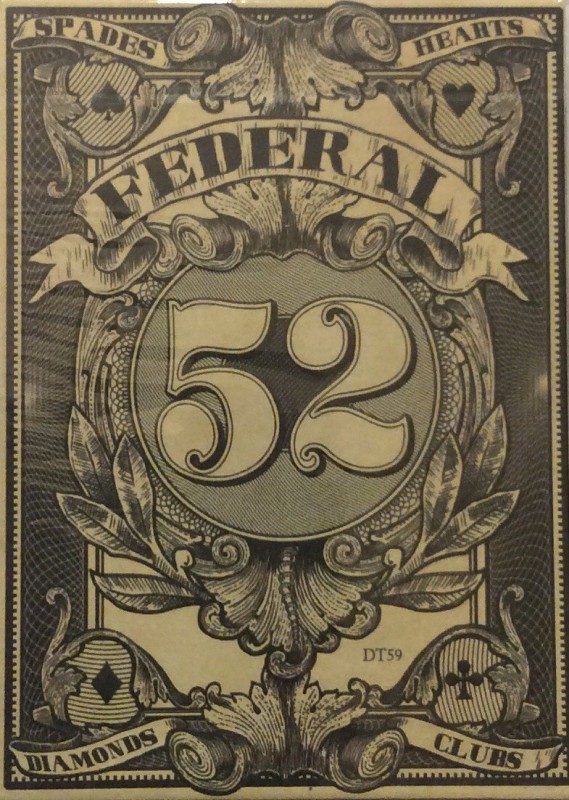 SPADES
HEARTS
FEDERAL
52
DT59
DIAMONDS
CLUBS